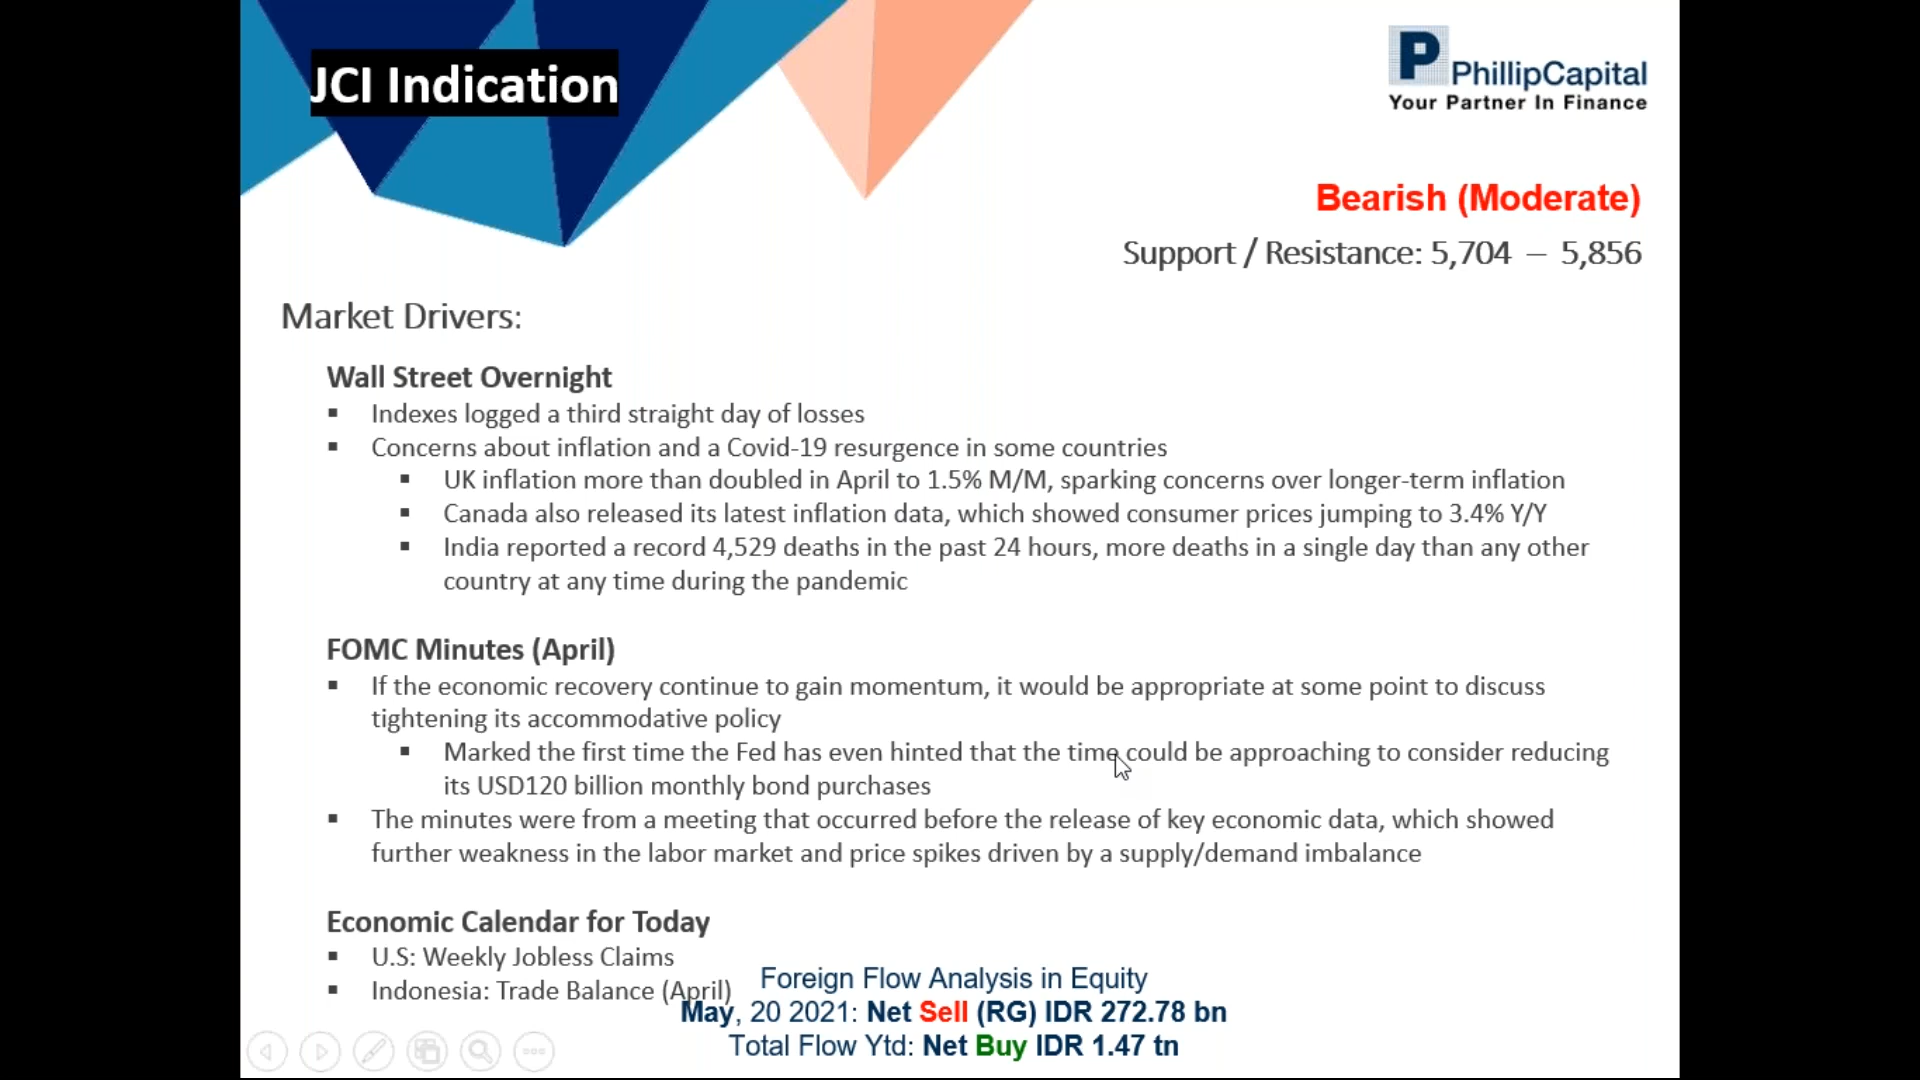 JCI Indication
P
PhillipCapital
Your Partner In Finance
Bearish (Moderate)
Support / Resistance: 5,704 – 5,856
Market Drivers:
Wall Street Overnight
▪ Indexes logged a third straight day of losses
▪ Concerns about inflation and a Covid-19 resurgence in some countries
▪ UK inflation more than doubled in April to 1.5% M/M, sparking concerns over longer-term inflation
▪ Canada also released its latest inflation data, which showed consumer prices jumping to 3.4% Y/Y
▪ India reported a record 4,529 deaths in the past 24 hours, more deaths in a single day than any other
country at any time during the pandemic
FOMC Minutes (April)
▪ If the economic recovery continue to gain momentum, it would be appropriate at some point to discuss
tightening its accommodative policy
▪ Marked the first time the Fed has even hinted that the time could be approaching to consider reducing
its USD120 billion monthly bond purchases
▪ The minutes were from a meeting that occurred before the release of key economic data, which showed
further weakness in the labor market and price spikes driven by a supply/demand imbalance
Economic Calendar for Today
▪ U.S: Weekly Jobless Claims
▪ Indonesia: Trade Balance (April)
Foreign Flow Analysis in Equity
May, 20 2021: Net Sell (RG) IDR 272.78 bn
Total Flow Ytd: Net Buy IDR 1.47 tn